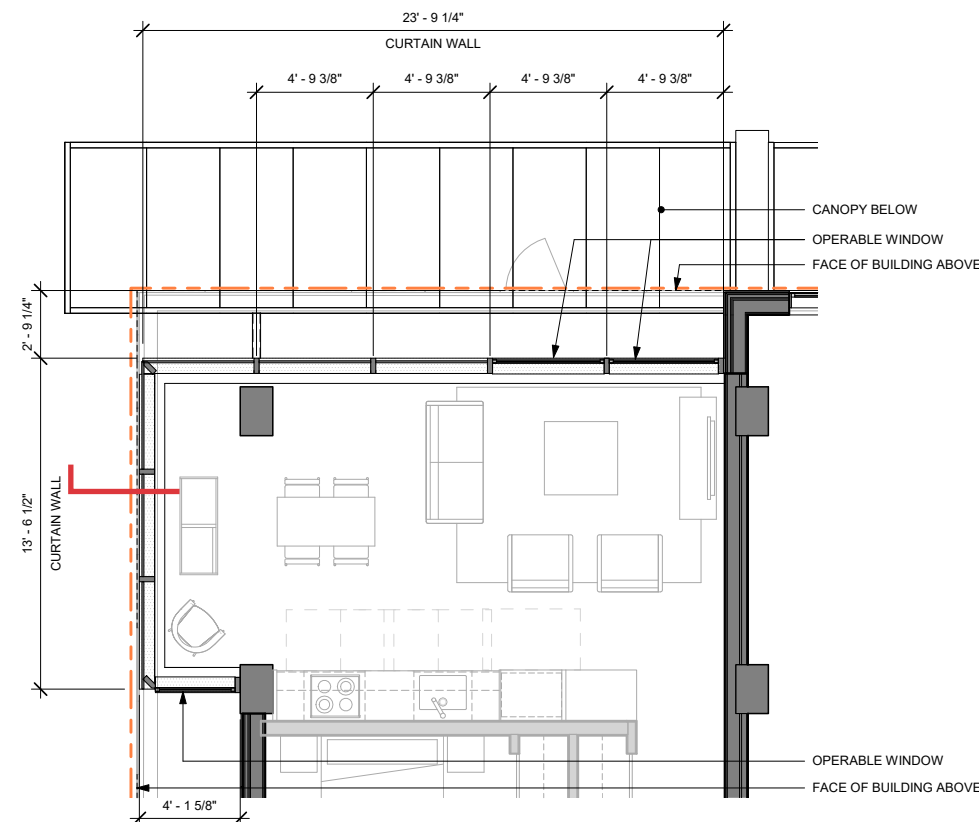 23' - 9 1/4"
CURTAIN WALL
4' - 9 3/8"
4' - 9 3/8"
4' - 9 3/8"
4' - 9 3/8"
CANOPY BELOW
OPERABLE WINDOW
FACE OF BUILDING ABOVE
2' - 9 1/4"
13' - 6 1/2"
CURTAIN WALL
OPERABLE WINDOW
FACE OF BUILDING ABOVE
4' - 1 5/8"